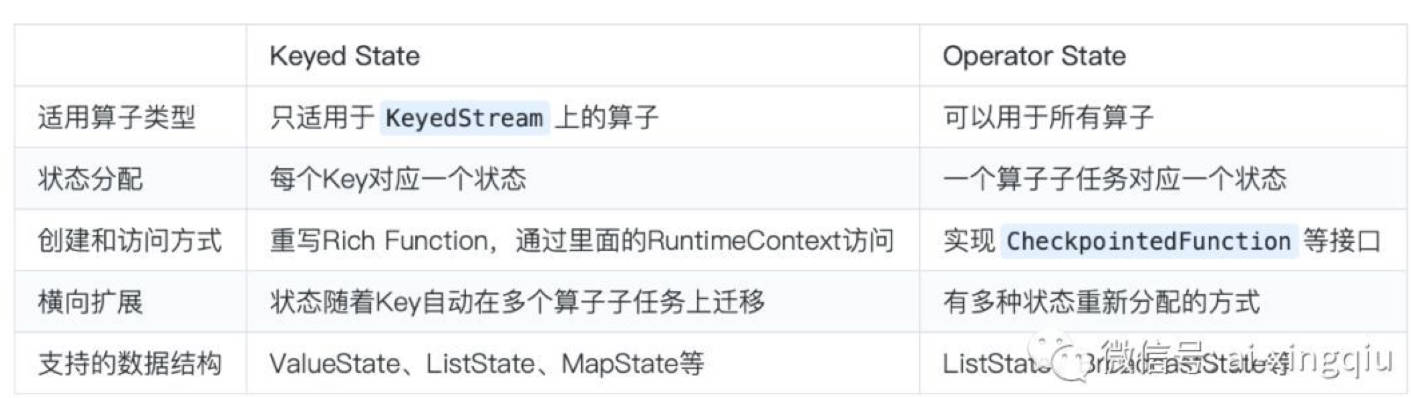 Keyed State Operator State
适用算子类型 只适用于 KeyedStream 上的算子 可以用于所有算子
状态分配 每个Key对应一个状态 一个算子子任务对应一个状态
创建和访问方式 重写Rich Function，通过里面的RuntimeContext访问 实现 CheckpointedFunction 等接口
横向扩展 状态随着Key自动在多个算子子任务上迁移 有多种状态重新分配的方式
支持的数据结构 ValueState、ListState、MapState等 ListState、BroadcastState等
微信号: ai-xingqiu